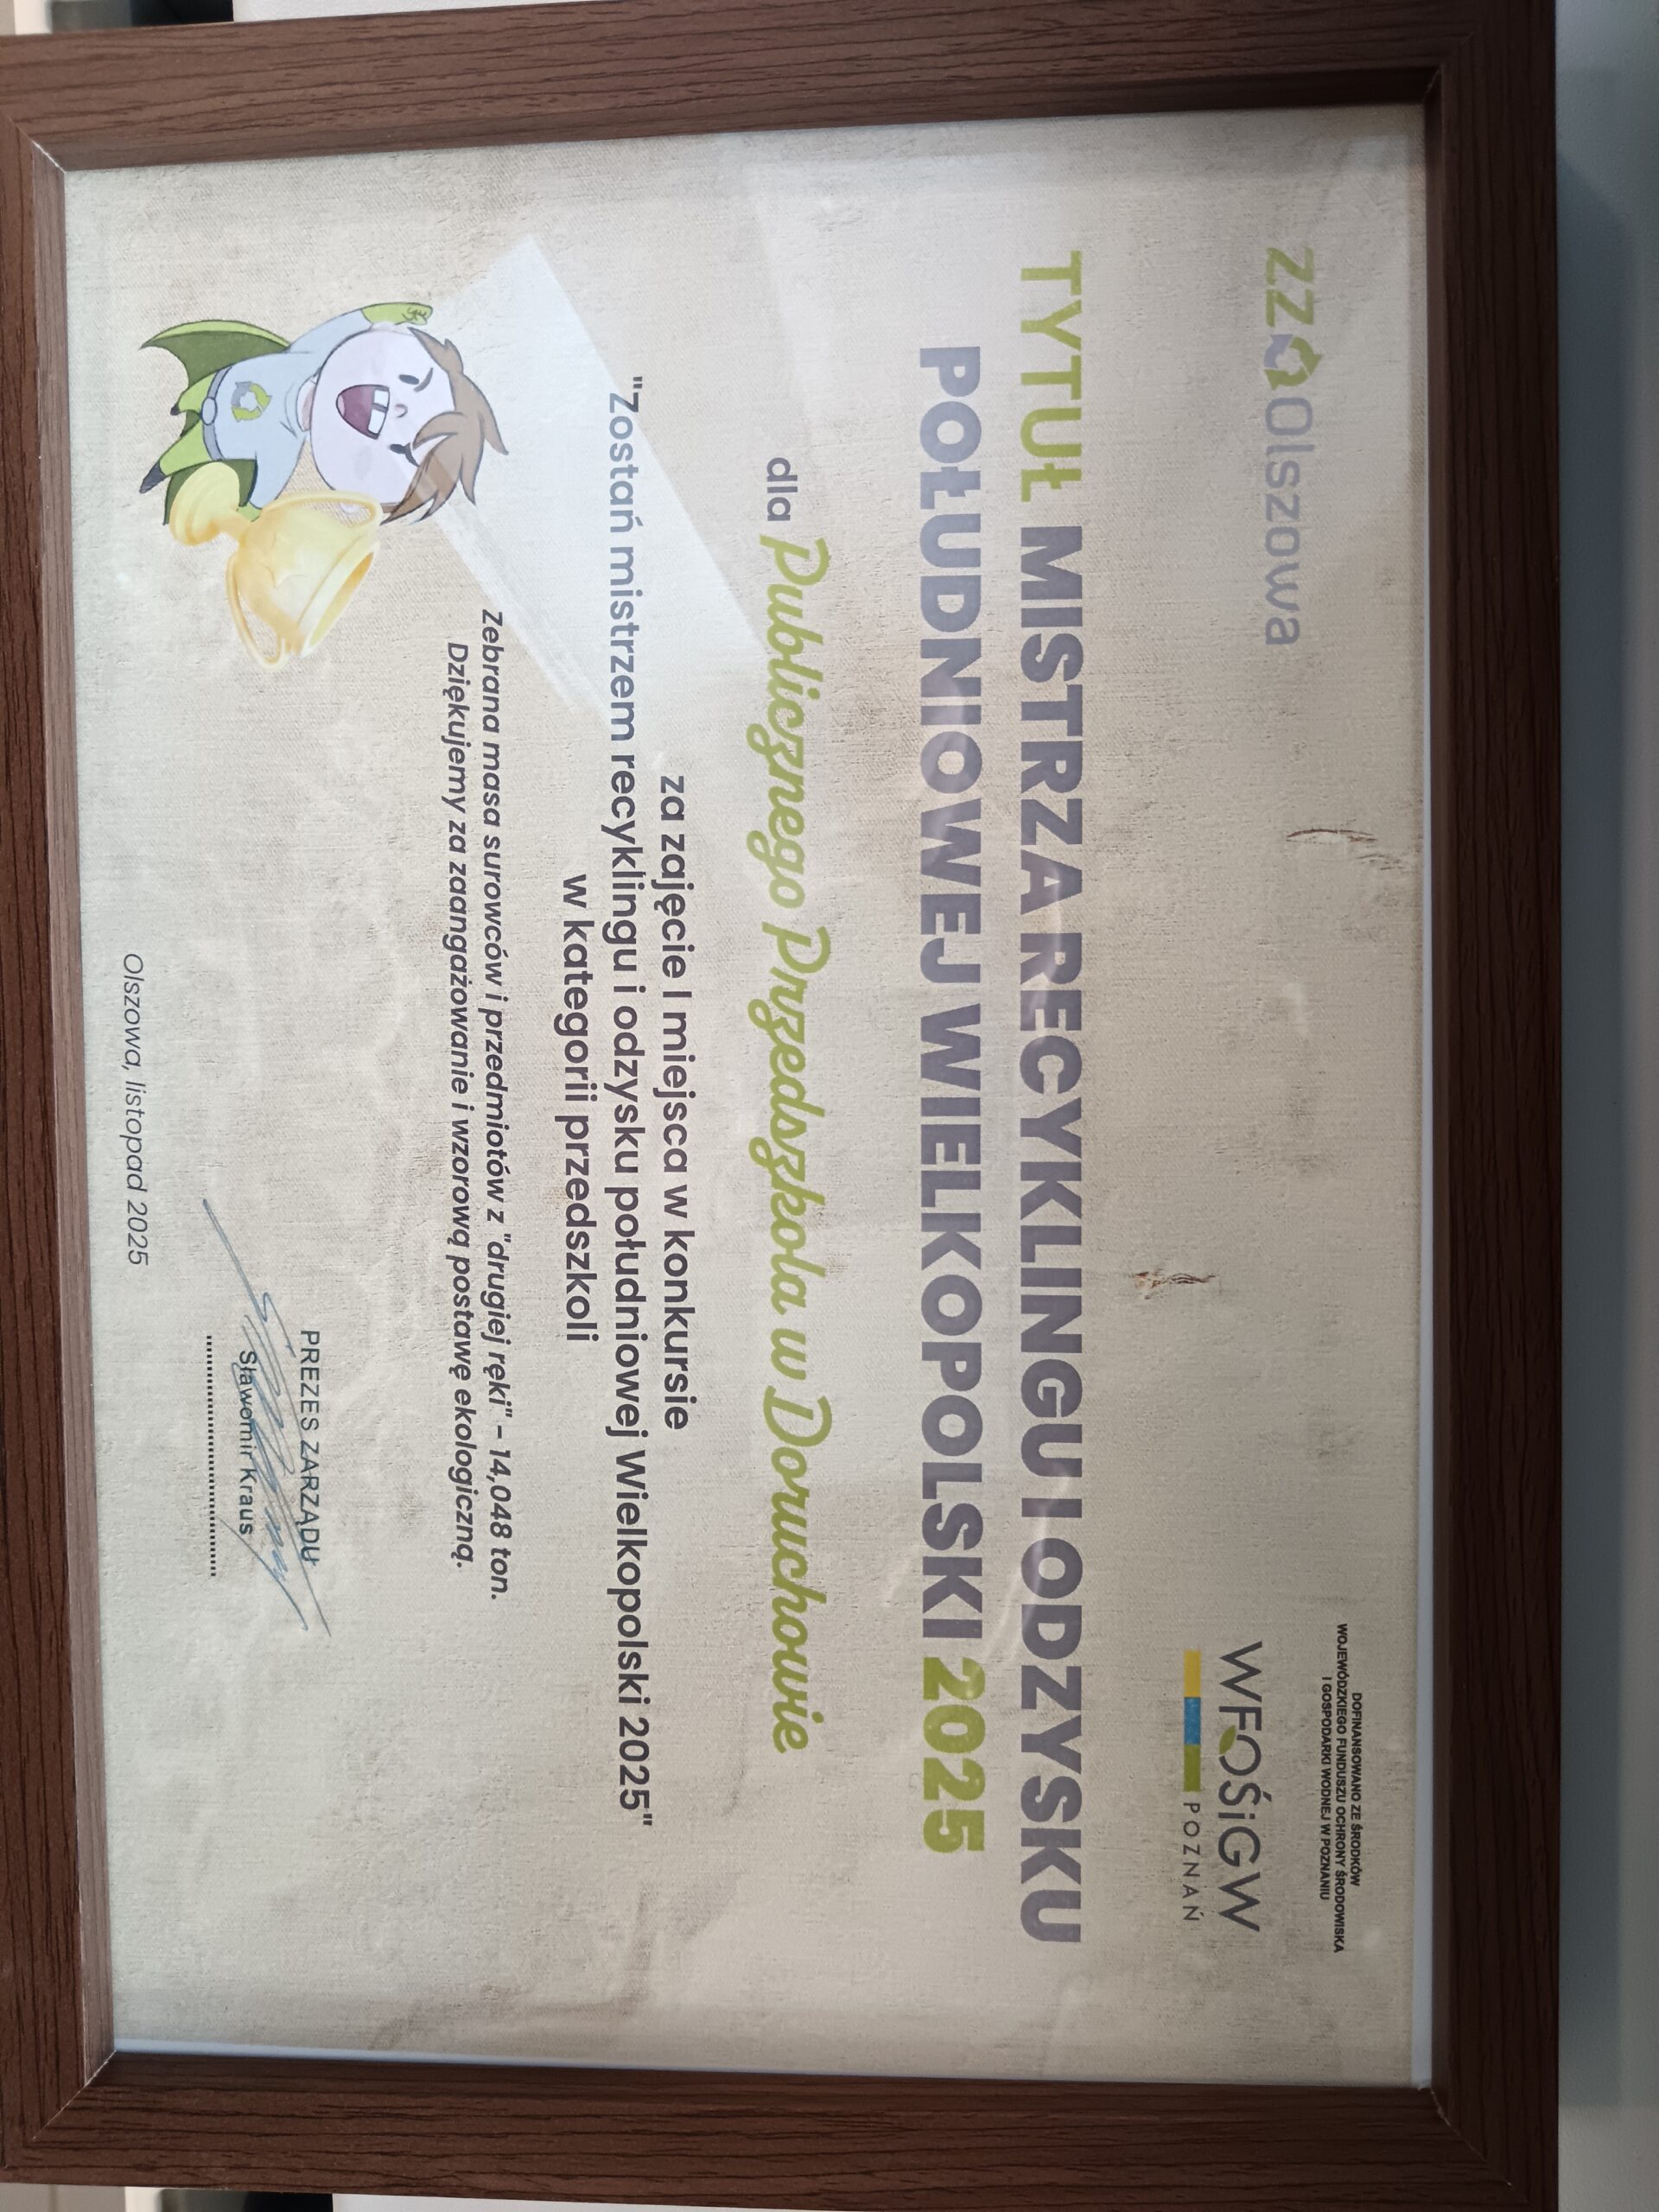 ZZO Olszowa
DOFINANSOWANO ZE ŚRODKÓW
WOJEWÓDZKIEGO FUNDUSZU OCHRONY ŚRODOWISKA
I GOSPODARKI WODNEJ W POZNANIU
WFOŚiGW
POZNAŃ
TYTUŁ MISTRZA RECYKLINGU I ODZYSKU
POŁUDNIOWEJ WIELKOPOLSKI 2025
dla Publicznego Przedszkola w Doruchowie
za zajęcie I miejsca w konkursie
"Zostań mistrzem recyklingu i odzysku południowej Wielkopolski 2025"
w kategorii przedszkoli
Zebrana masa surowców i przedmiotów z "drugiej ręki" – 14,048 ton.
Dziękujemy za zaangażowanie i wzorową postawę ekologiczną.
PREZES ZARZĄDU
Sławomir Kraus
Olszowa, listopad 2025